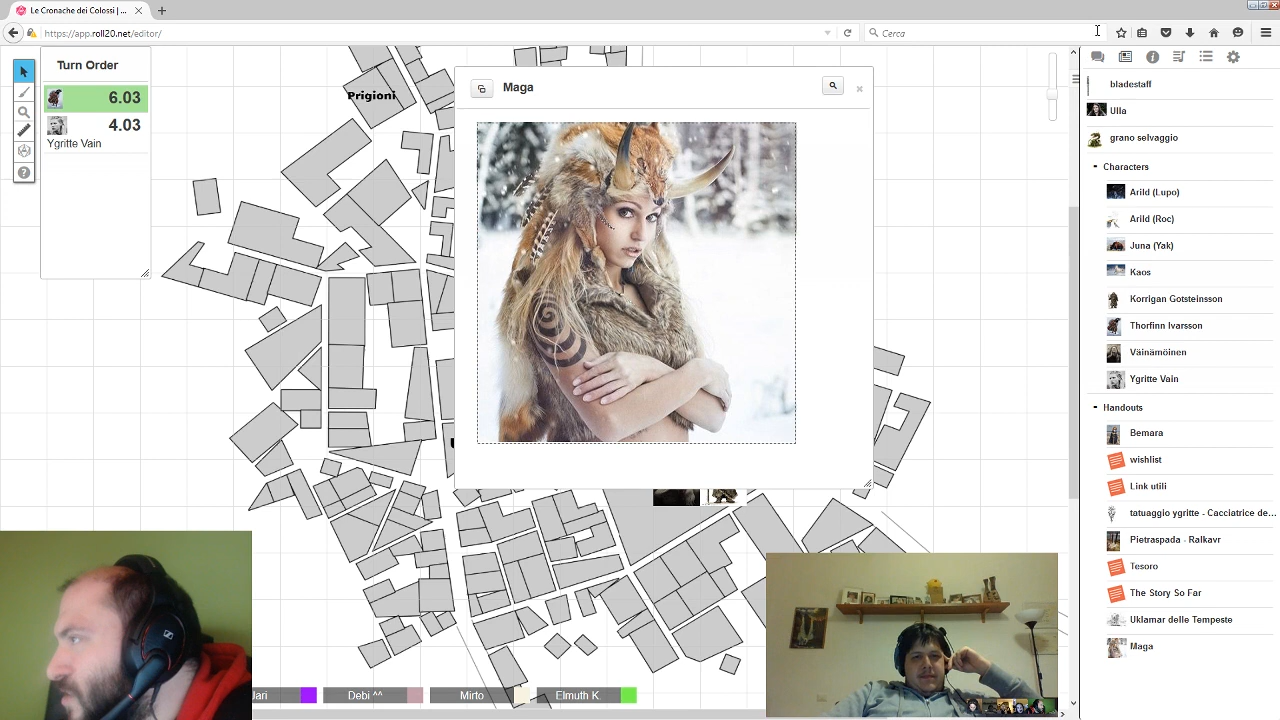 Le Cronache dei Colossi | ...
https://app.roll20.net/editor/
Cerca
Turn Order
6.03
4.03
Ygritte Vain
Prigioni
Maga
bladestaff
Ulla
grano selvaggio
Characters
Arild (Lupo)
Arild (Roc)
Juna (Yak)
Kaos
Korrigan Gotsteinsson
Thorfinn Ivarsson
Väinämöinen
Ygritte Vain
Handouts
Bemara
wishlist
Link utili
tatuaggio ygritte - Cacciatrice de...
Pietraspada - Ralkavr
Tesoro
The Story So Far
Uklamar delle Tempeste
Maga
Debi ^^
Mirto
Elmuth K.